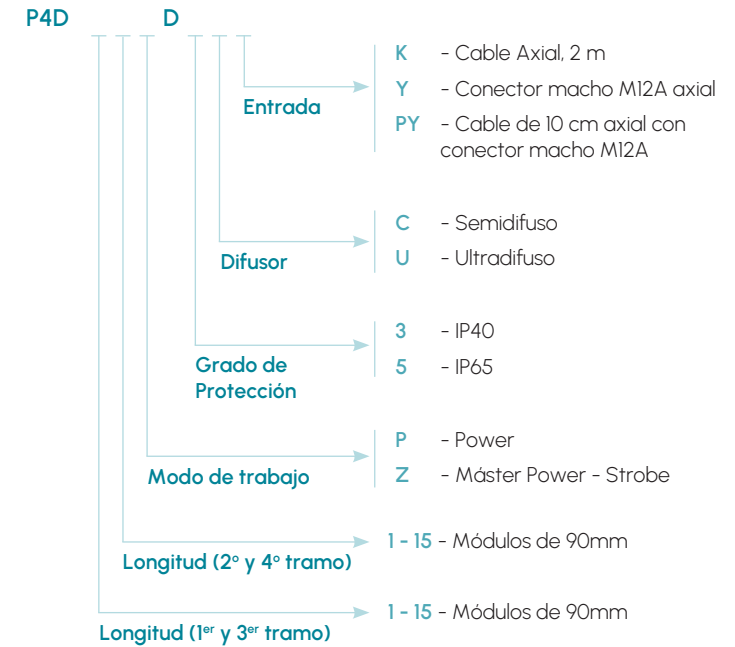 P4D _ _ _ D _ _ _
Entrada
K - Cable Axial, 2 m
Y - Conector macho M12A axial
PY - Cable de 10 cm axial con
conector macho M12A
Difusor
C - Semidifuso
U - Ultradifuso
Grado de
Protección
3 - IP40
5 - IP65
Modo de trabajo
P - Power
Z - Máster Power - Strobe
Longitud (2º y 4º tramo)
1 - 15 - Módulos de 90mm
Longitud (1er y 3er tramo)
1 - 15 - Módulos de 90mm